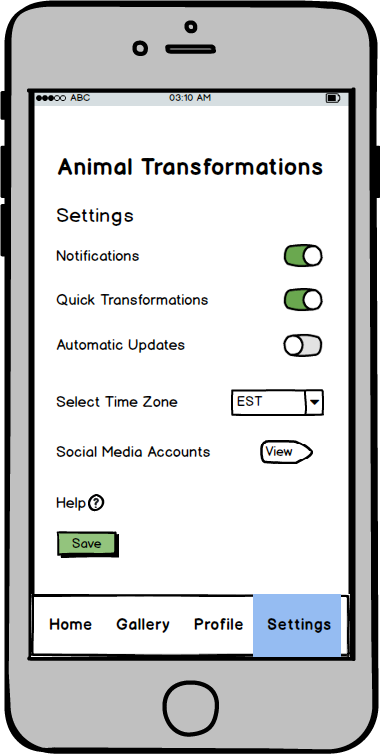 ABC 03:10 AM
Animal Transformations
Settings
Notifications
Quick Transformations
Automatic Updates
Select Time Zone EST
Social Media Accounts View
Help ?
Save
Home Gallery Profile Settings